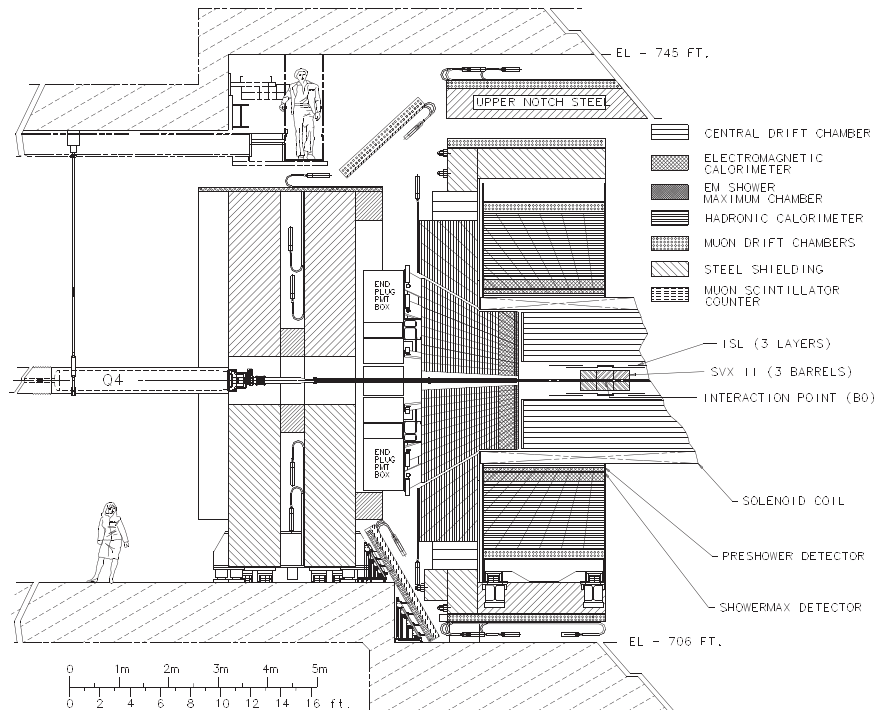 EL - 745 FT.
UPPER NOTCH STEEL
CENTRAL DRIFT CHAMBER
ELECTROMAGNETIC
CALORIMETER
EM SHOWER
MAXIMUM CHAMBER
HADRONIC CALORIMETER
MUON DRIFT CHAMBERS
STEEL SHIELDING
MUON SCINTILLATOR
COUNTER
END
PLUG
PMT
BOX
ISL (3 LAYERS)
SVX II (3 BARRELS)
Q4
INTERACTION POINT (B0)
END
PLUG
PMT
BOX
SOLENOID COIL
PRESHOWER DETECTOR
SHOWERMAX DETECTOR
EL - 706 FT.
0 1m 2m 3m 4m 5m
0 2 4 6 8 10 12 14 16 ft.